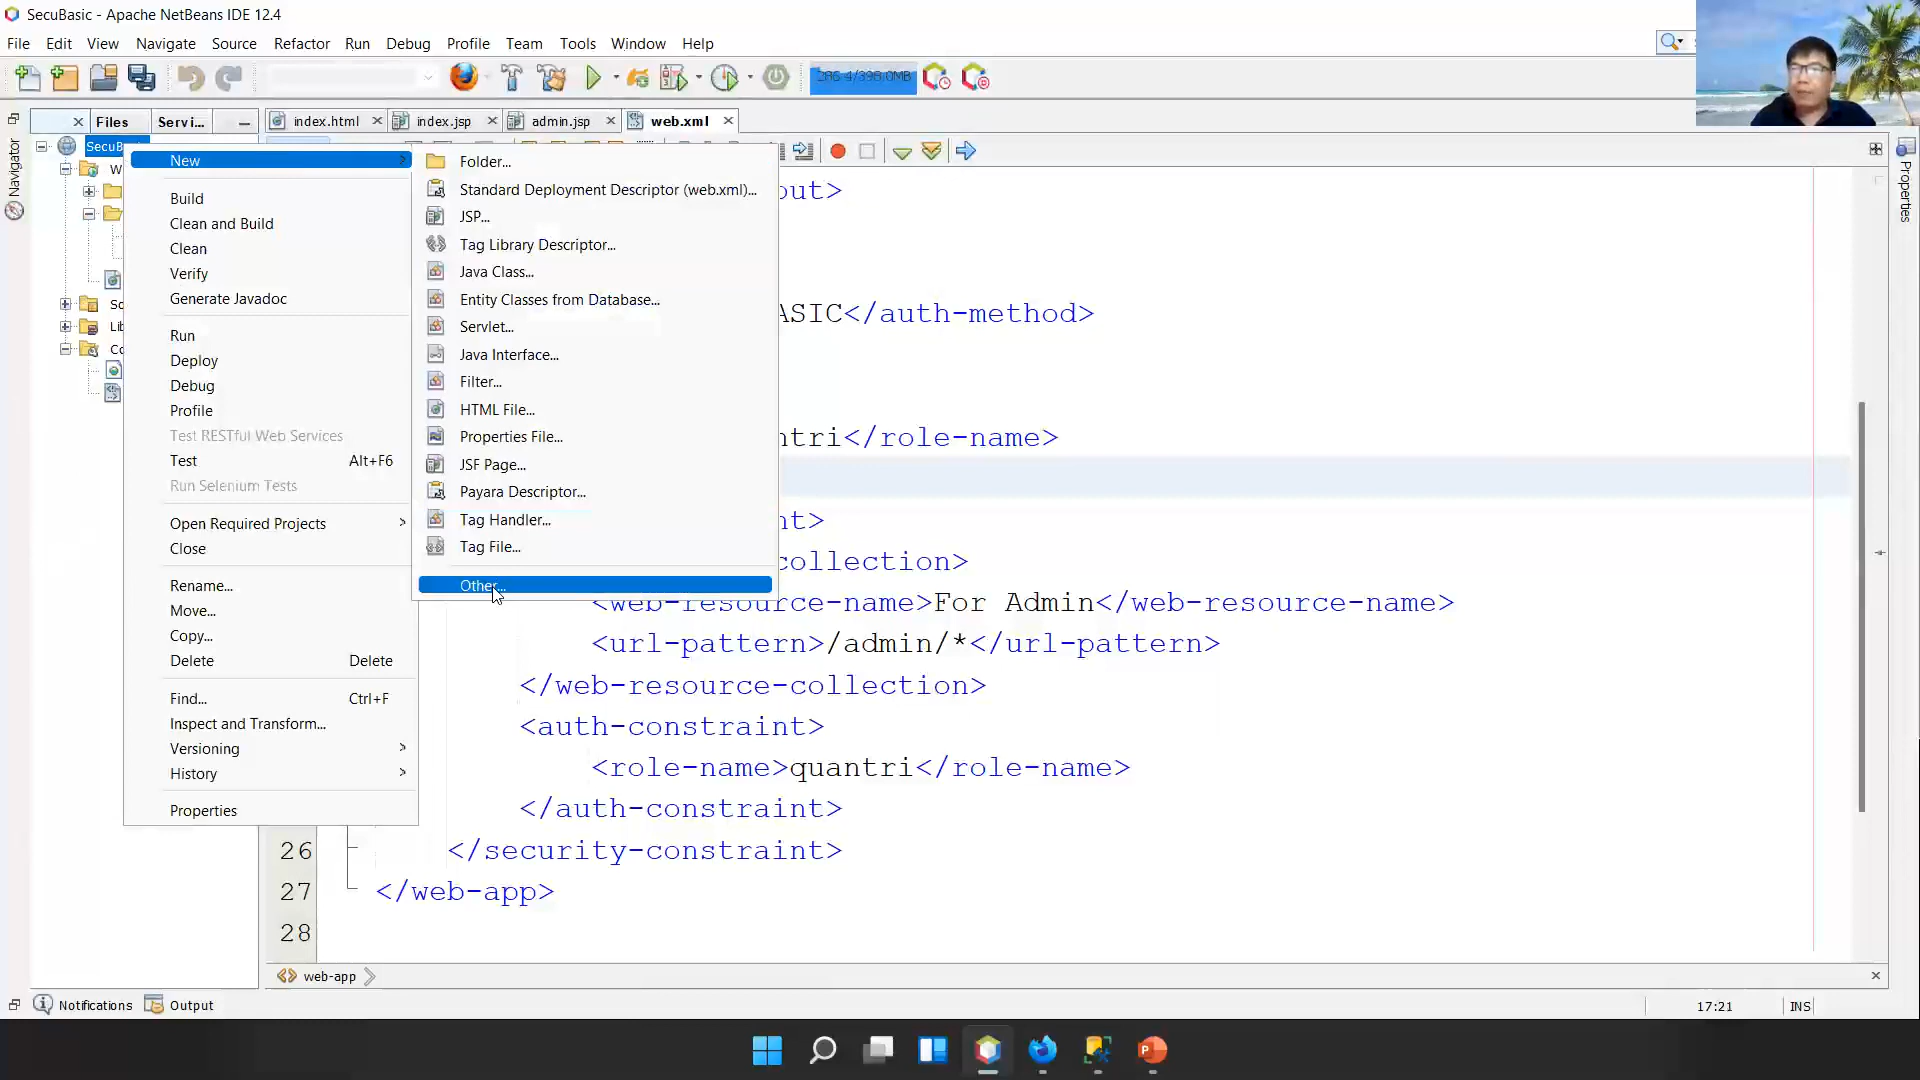 SecuBasic - Apache NetBeans IDE 12.4
File Edit View Navigate Source Refactor Run Debug Profile Team Tools Window Help
286.4/398.0MB
Files Servi...
index.html index.jsp admin.jsp web.xml
Navigator
Properties
SecuB
New
Build
Clean and Build
Clean
Verify
Generate Javadoc
Run
Deploy
Debug
Profile
Test RESTful Web Services
Test Alt+F6
Run Selenium Tests
Open Required Projects
Close
Rename...
Move...
Copy...
Delete Delete
Find... Ctrl+F
Inspect and Transform...
Versioning
History
Properties
Folder...
Standard Deployment Descriptor (web.xml)...
JSP...
Tag Library Descriptor...
Java Class...
Entity Classes from Database...
Servlet...
Java Interface...
Filter...
HTML File...
Properties File...
JSF Page...
Payara Descriptor...
Tag Handler...
Tag File...
Other...
out>
ASIC</auth-method>
ntri</role-name>
nt>
collection>
<web-resource-name>For Admin</web-resource-name>
<url-pattern>/admin/*</url-pattern>
</web-resource-collection>
<auth-constraint>
<role-name>quantri</role-name>
</auth-constraint>
26 </security-constraint>
27 </web-app>
28
web-app
Notifications Output
17:21 INS